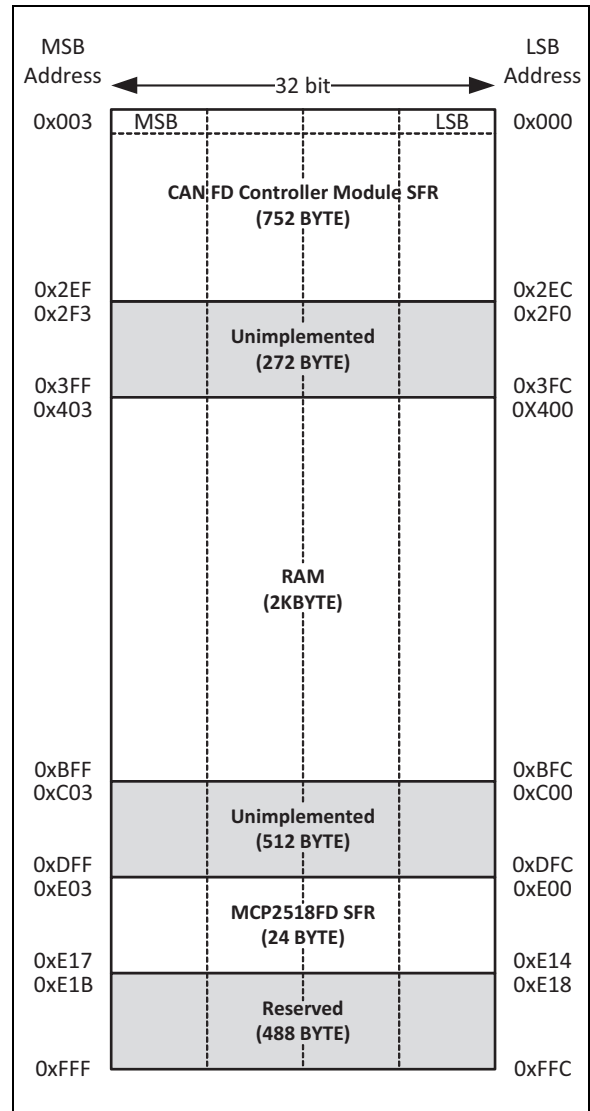 MSB Address
LSB Address
32 bit
0x003 MSB LSB 0x000
CAN FD Controller Module SFR
(752 BYTE)
0x2EF 0x2EC
0x2F3 0x2F0
Unimplemented
(272 BYTE)
0x3FF 0x3FC
0x403 0X400
RAM
(2KBYTE)
0xBFF 0xBFC
0xC03 0xC00
Unimplemented
(512 BYTE)
0xDFF 0xDFC
0xE03 0xE00
MCP2518FD SFR
(24 BYTE)
0xE17 0xE14
0xE1B 0xE18
Reserved
(488 BYTE)
0xFFF 0xFFC